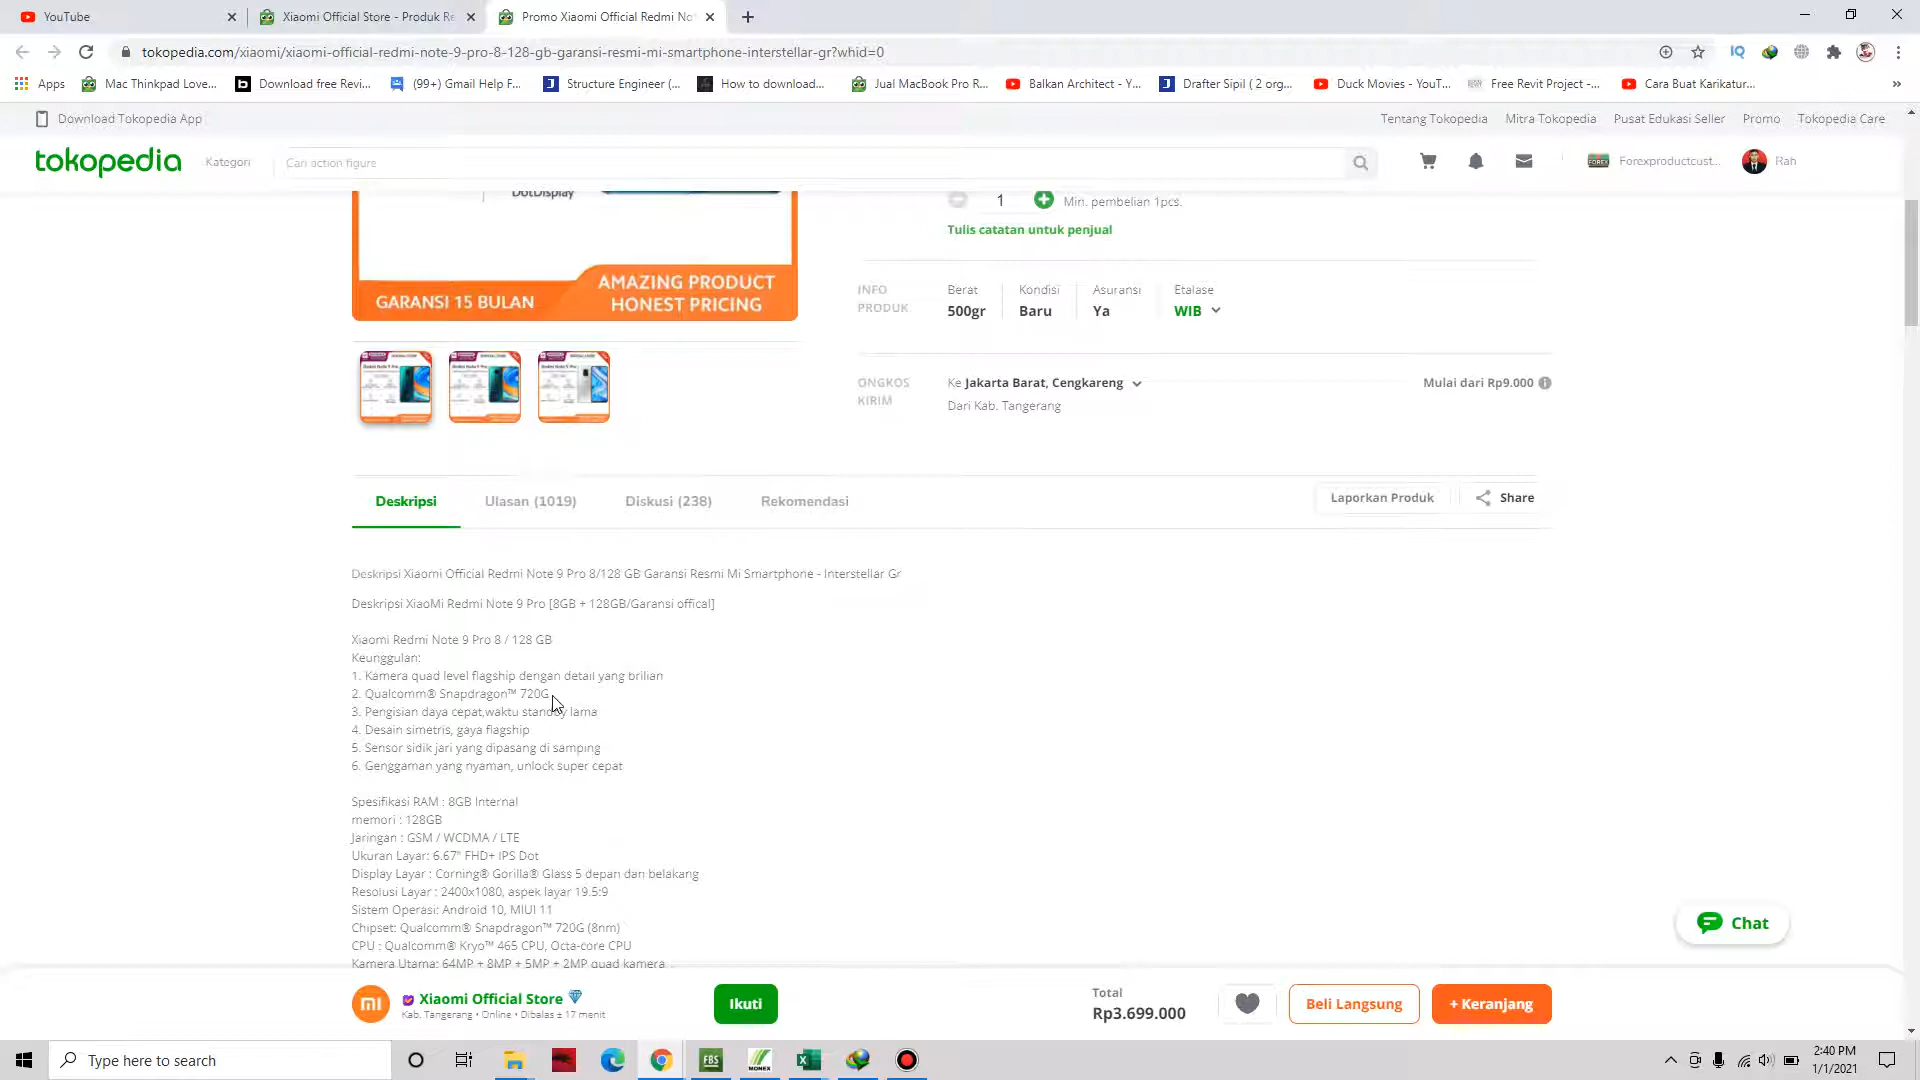 YouTube
Xiaomi Official Store - Produk Re
Promo Xiaomi Official Redmi No
tokopedia.com/xiaomi/xiaomi-official-redmi-note-9-pro-8-128-gb-garansi-resmi-mi-smartphone-interstellar-gr?whid=0
Apps
Mac Thinkpad Love...
Download free Revi...
(99+) Gmail Help F...
Structure Engineer (...
How to download...
Jual MacBook Pro R...
Balkan Architect - Y...
Drafter Sipil ( 2 org...
Duck Movies - YouT...
Free Revit Project -...
Cara Buat Karikatur...
Download Tokopedia App
Tentang Tokopedia
Mitra Tokopedia
Pusat Edukasi Seller
Promo
Tokopedia Care
tokopedia
Kategori
Cari action figure
Forexproductcust...
Rah
DotDisplay
GARANSI 15 BULAN
AMAZING PRODUCT
HONEST PRICING
1
Min. pembelian 1pcs.
Tulis catatan untuk penjual
INFO
PRODUK
Berat
500gr
Kondisi
Baru
Asuransi
Ya
Etalase
WIB
ONGKOS
KIRIM
Ke Jakarta Barat, Cengkareng
Dari Kab. Tangerang
Mulai dari Rp9.000
Deskripsi
Ulasan (1019)
Diskusi (238)
Rekomendasi
Laporkan Produk
Share
Deskripsi Xiaomi Official Redmi Note 9 Pro 8/128 GB Garansi Resmi Mi Smartphone - Interstellar Gr
Deskripsi XiaoMi Redmi Note 9 Pro [8GB + 128GB/Garansi offical]
Xiaomi Redmi Note 9 Pro 8 / 128 GB
Keunggulan:
1. Kamera quad level flagship dengan detail yang brilian
2. Qualcomm® Snapdragon™ 720G
3. Pengisian daya cepat,waktu standby lama
4. Desain simetris, gaya flagship
5. Sensor sidik jari yang dipasang di samping
6. Genggaman yang nyaman, unlock super cepat
Spesifikasi RAM : 8GB Internal
memori : 128GB
Jaringan : GSM / WCDMA / LTE
Ukuran Layar: 6.67" FHD+ IPS Dot
Display Layar : Corning® Gorilla® Glass 5 depan dan belakang
Resolusi Layar : 2400x1080, aspek layar 19.5:9
Sistem Operasi: Android 10, MIUI 11
Chipset: Qualcomm® Snapdragon™ 720G (8nm)
CPU : Qualcomm® Kryo™ 465 CPU, Octa-core CPU
Kamera Utama: 64MP + 8MP + 5MP + 2MP quad kamera
Chat
Xiaomi Official Store
Kab. Tangerang • Online • Dibalas ± 17 menit
Ikuti
Total
Rp3.699.000
Beli Langsung
+ Keranjang
Type here to search
FBS
MONEX
2:40 PM
1/1/2021